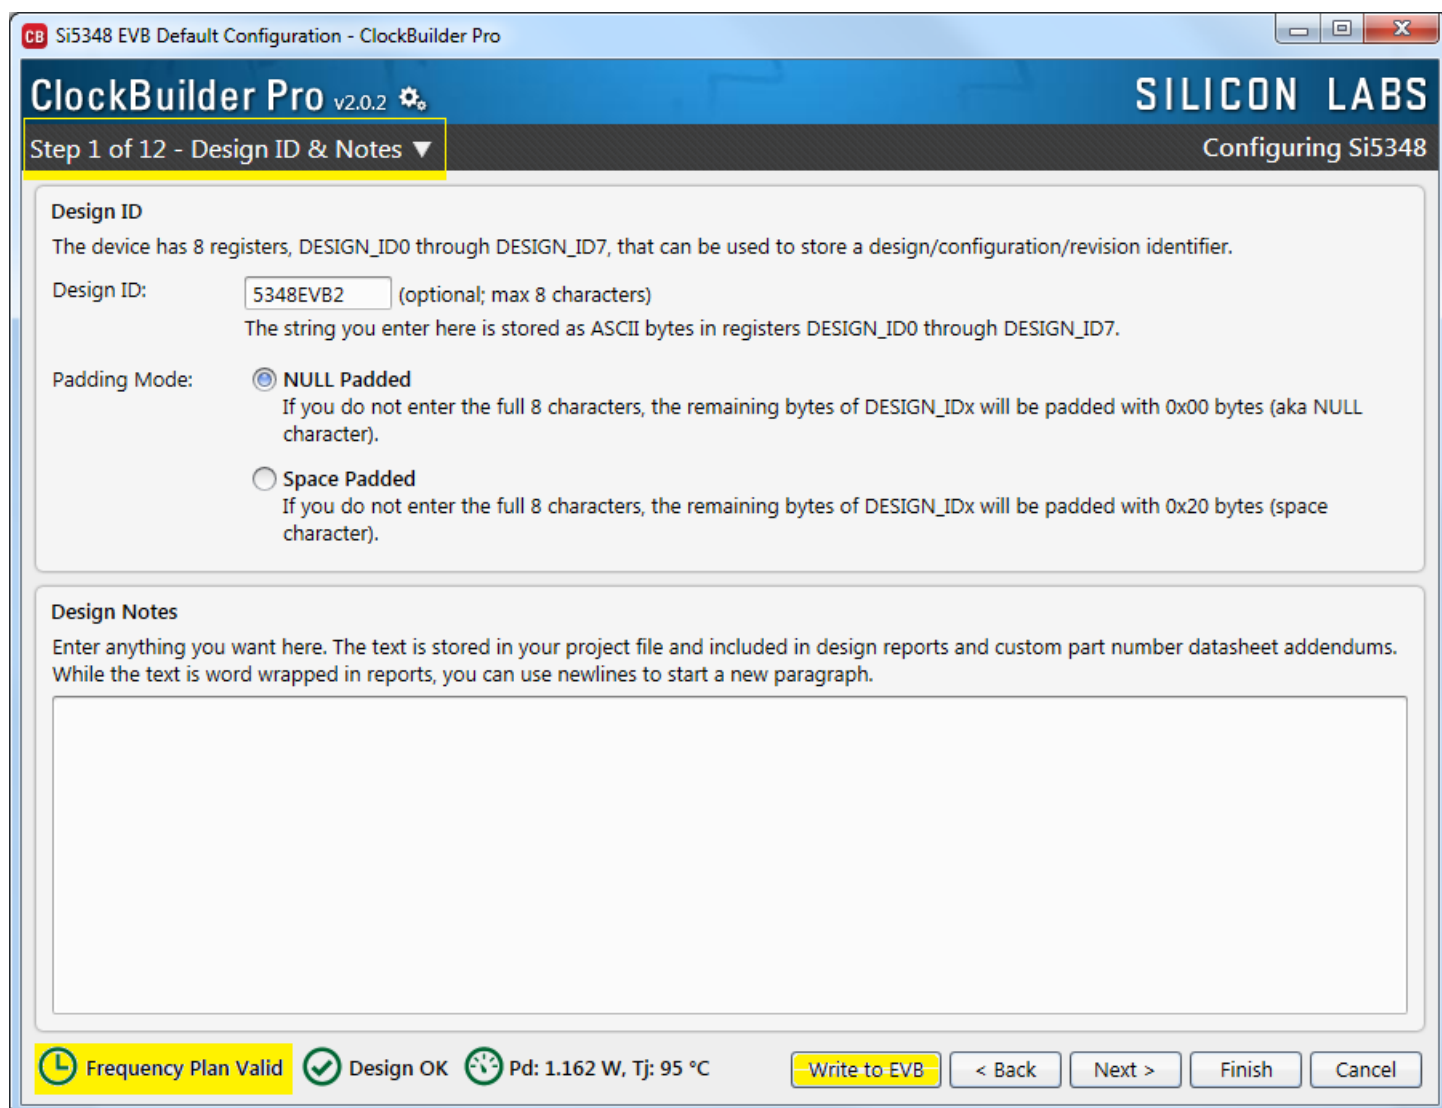 CB Si5348 EVB Default Configuration - ClockBuilder Pro
ClockBuilder Pro v2.0.2
SILICON LABS
Step 1 of 12 - Design ID & Notes ▼
Configuring Si5348
Design ID
The device has 8 registers, DESIGN_ID0 through DESIGN_ID7, that can be used to store a design/configuration/revision identifier.
Design ID: 5348EVB2 (optional; max 8 characters)
The string you enter here is stored as ASCII bytes in registers DESIGN_ID0 through DESIGN_ID7.
Padding Mode: NULL Padded
If you do not enter the full 8 characters, the remaining bytes of DESIGN_IDx will be padded with 0x00 bytes (aka NULL
character).
Space Padded
If you do not enter the full 8 characters, the remaining bytes of DESIGN_IDx will be padded with 0x20 bytes (space
character).
Design Notes
Enter anything you want here. The text is stored in your project file and included in design reports and custom part number datasheet addendums.
While the text is word wrapped in reports, you can use newlines to start a new paragraph.
Frequency Plan Valid Design OK Pd: 1.162 W, Tj: 95 °C Write to EVB < Back Next > Finish Cancel